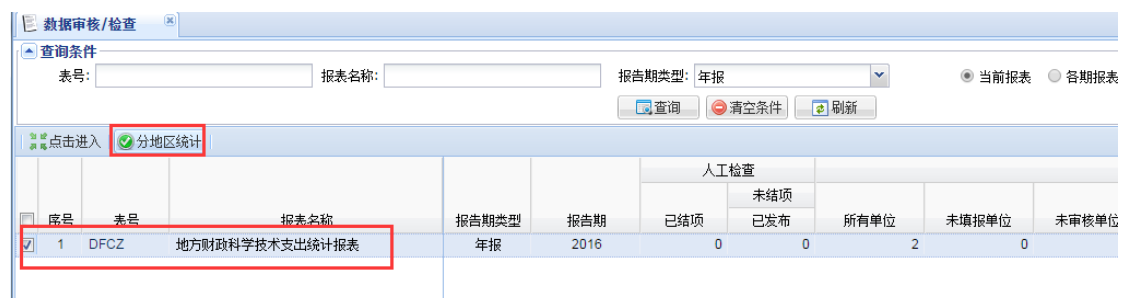 数据审核/检查
查询条件
表号: 报表名称: 报告期类型: 年报 当前报表 各期报表
查询 清空条件 刷新
点击进入 分地区统计
人工检查
未结项
序号 表号 报表名称 报告期类型 报告期 已结项 已发布 所有单位 未填报单位 未审核单位
1 DFCZ 地方财政科学技术支出统计报表 年报 2016 0 0 2 0